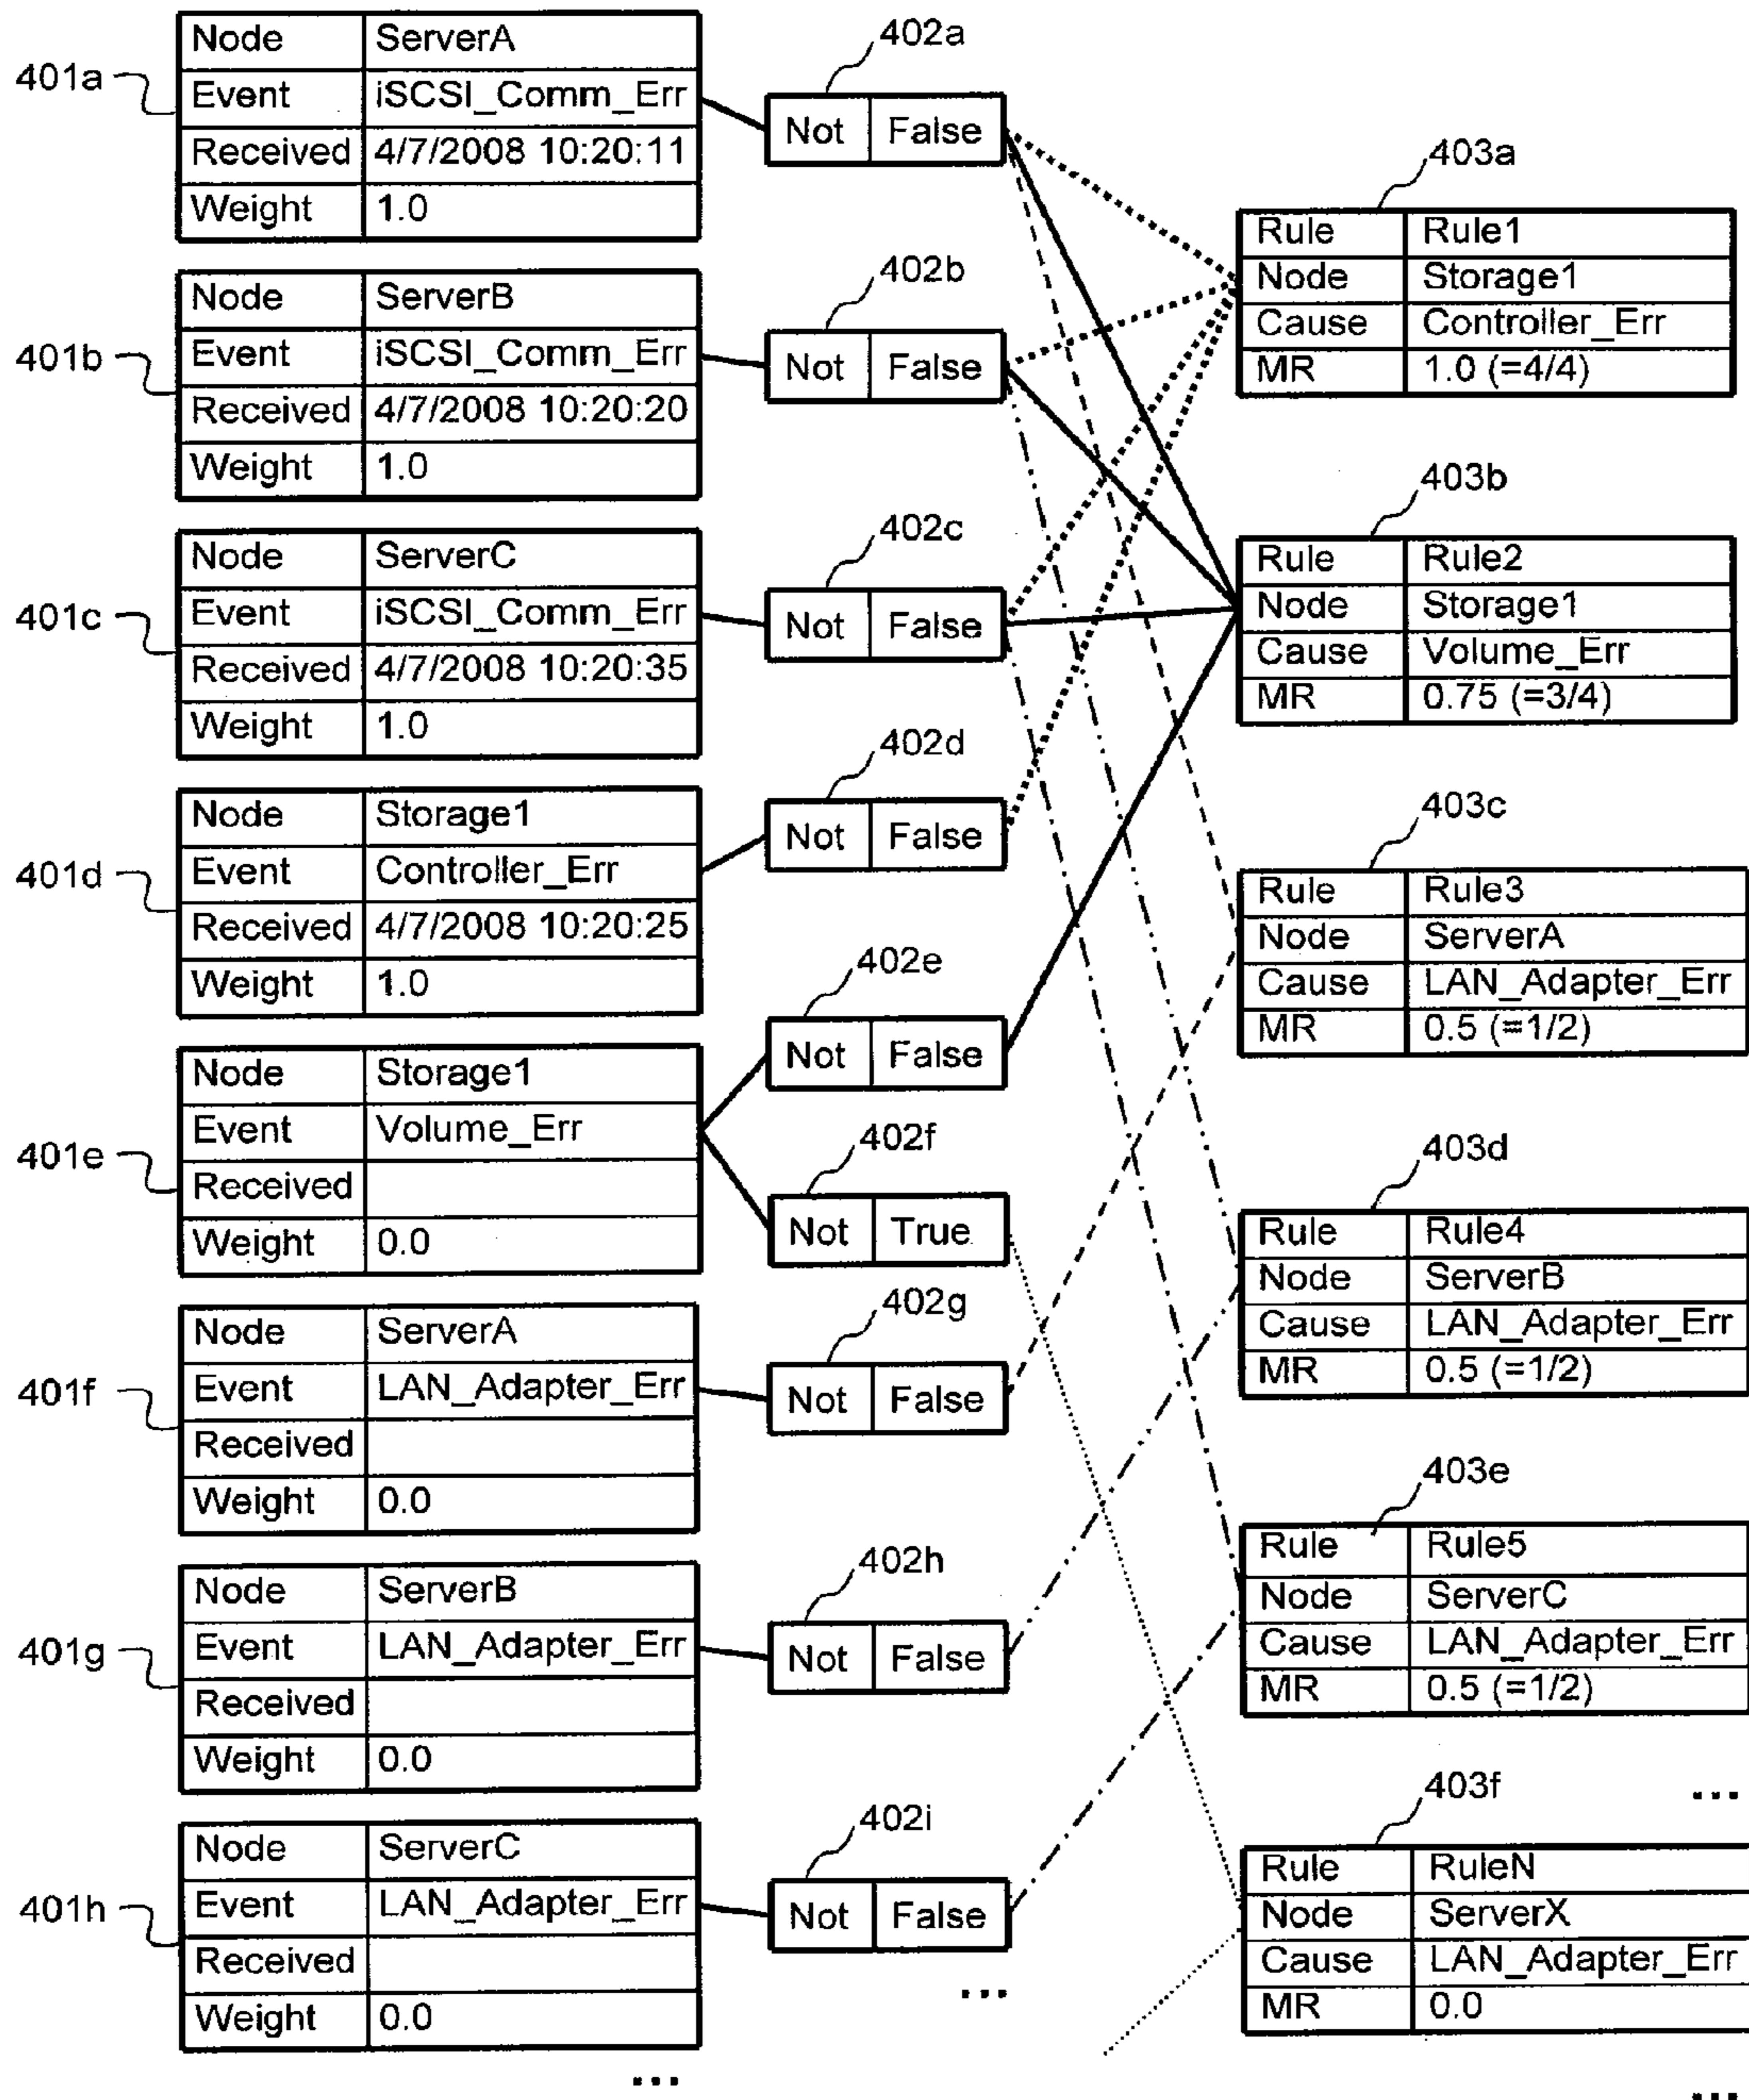 401a
Node ServerA
Event iSCSI_Comm_Err
Received 4/7/2008 10:20:11
Weight 1.0
401b
Node ServerB
Event iSCSI_Comm_Err
Received 4/7/2008 10:20:20
Weight 1.0
401c
Node ServerC
Event iSCSI_Comm_Err
Received 4/7/2008 10:20:35
Weight 1.0
401d
Node Storage1
Event Controller_Err
Received 4/7/2008 10:20:25
Weight 1.0
401e
Node Storage1
Event Volume_Err
Received
Weight 0.0
401f
Node ServerA
Event LAN_Adapter_Err
Received
Weight 0.0
401g
Node ServerB
Event LAN_Adapter_Err
Received
Weight 0.0
401h
Node ServerC
Event LAN_Adapter_Err
Received
Weight 0.0
...
402a
Not False
402b
Not False
402c
Not False
402d
Not False
402e
Not False
402f
Not True
402g
Not False
402h
Not False
402i
Not False
...
403a
Rule Rule1
Node Storage1
Cause Controller_Err
MR 1.0 (=4/4)
403b
Rule Rule2
Node Storage1
Cause Volume_Err
MR 0.75 (=3/4)
403c
Rule Rule3
Node ServerA
Cause LAN_Adapter_Err
MR 0.5 (=1/2)
403d
Rule Rule4
Node ServerB
Cause LAN_Adapter_Err
MR 0.5 (=1/2)
403e
Rule Rule5
Node ServerC
Cause LAN_Adapter_Err
MR 0.5 (=1/2)
...
403f
Rule RuleN
Node ServerX
Cause LAN_Adapter_Err
MR 0.0
...